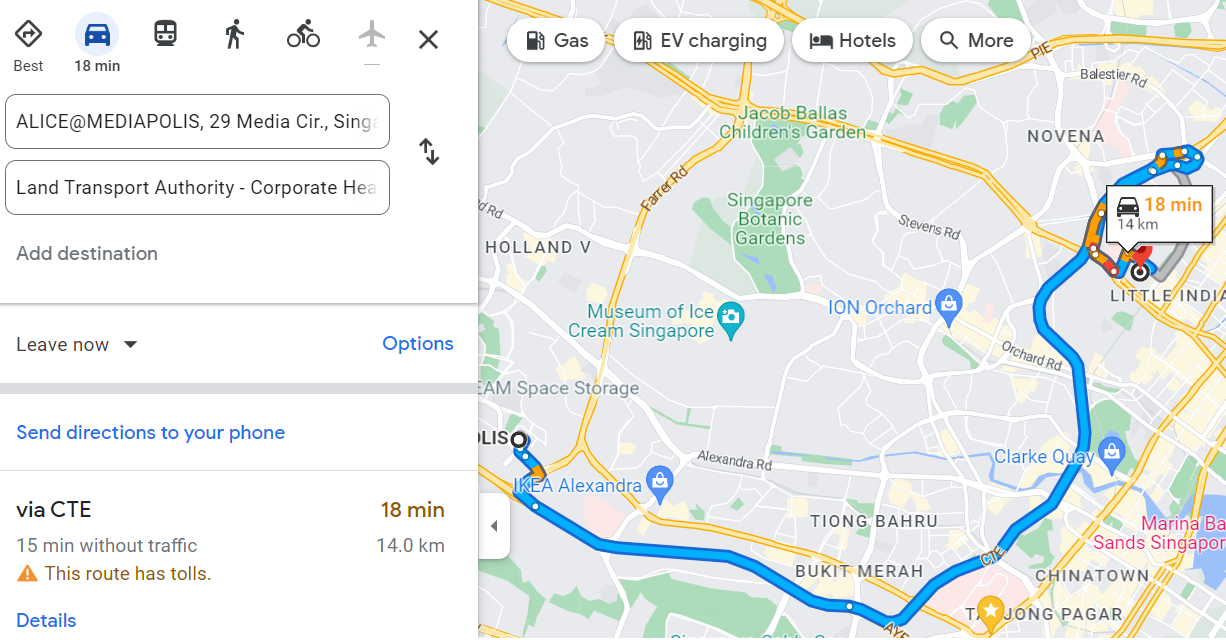 Best
18 min
ALICE@MEDIAPOLIS, 29 Media Cir., Singa
Land Transport Authority - Corporate Hea
Add destination
Leave now
Options
Send directions to your phone
via CTE
18 min
15 min without traffic
14.0 km
This route has tolls.
Details
Gas
EV charging
Hotels
More
PIE
Balestier Rd
Jacob Ballas
Children's Garden
NOVENA
Farrer Rd
Singapore
Botanic
Gardens
18 min
14 km
Stevens Rd
HOLLAND V
LITTLE INDIA
Museum of Ice
Cream Singapore
ION Orchard
Orchard Rd
EAM Space Storage
OLIS
Alexandra Rd
Clarke Quay
IKEA Alexandra
TIONG BAHRU
Marina Ba
Sands Singapor
CTE
BUKIT MERAH
CHINATOWN
TANJONG PAGAR
AYE